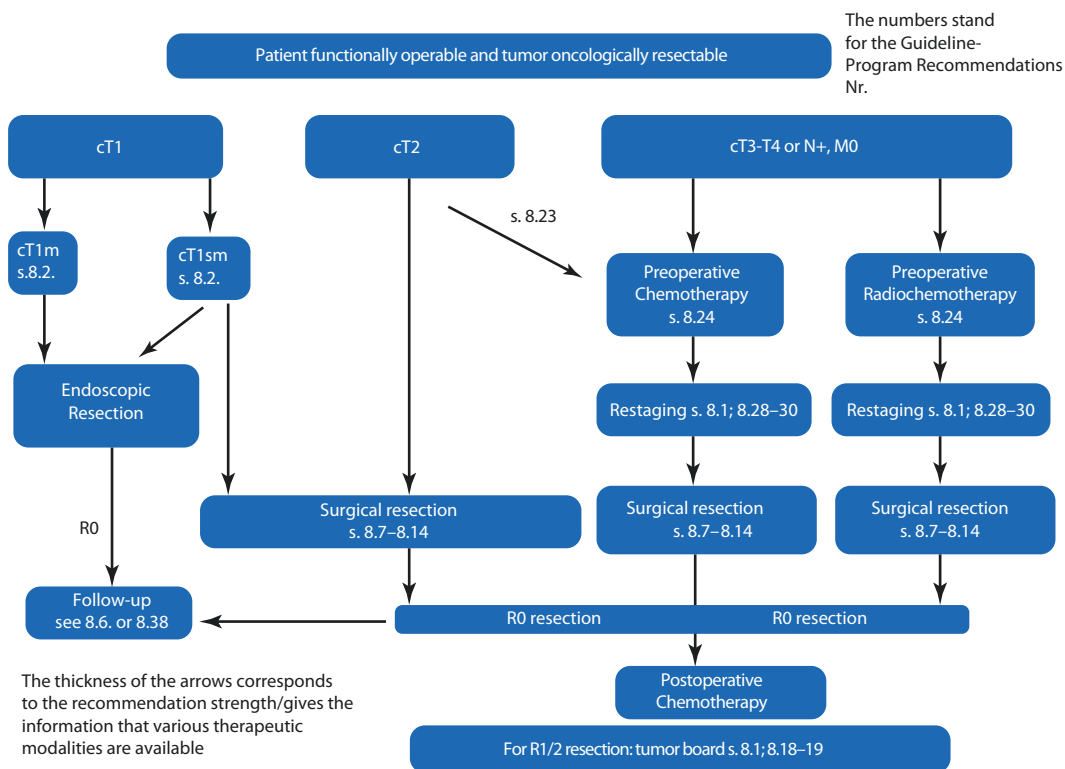 Patient functionally operable and tumor oncologically resectable
The numbers stand
for the Guideline-
Program Recommendations
Nr.
cT1
cT2
cT3-T4 or N+, M0
s. 8.23
cT1m
s.8.2.
cT1sm
s. 8.2.
Preoperative
Chemotherapy
s. 8.24
Preoperative
Radiochemotherapy
s. 8.24
Endoscopic
Resection
Restaging s. 8.1; 8.28–30
Restaging s. 8.1; 8.28–30
R0
Surgical resection
s. 8.7–8.14
Surgical resection
s. 8.7–8.14
Surgical resection
s. 8.7–8.14
Follow-up
see 8.6. or 8.38
R0 resection
R0 resection
The thickness of the arrows corresponds
to the recommendation strength/gives the
information that various therapeutic
modalities are available
Postoperative
Chemotherapy
For R1/2 resection: tumor board s. 8.1; 8.18–19